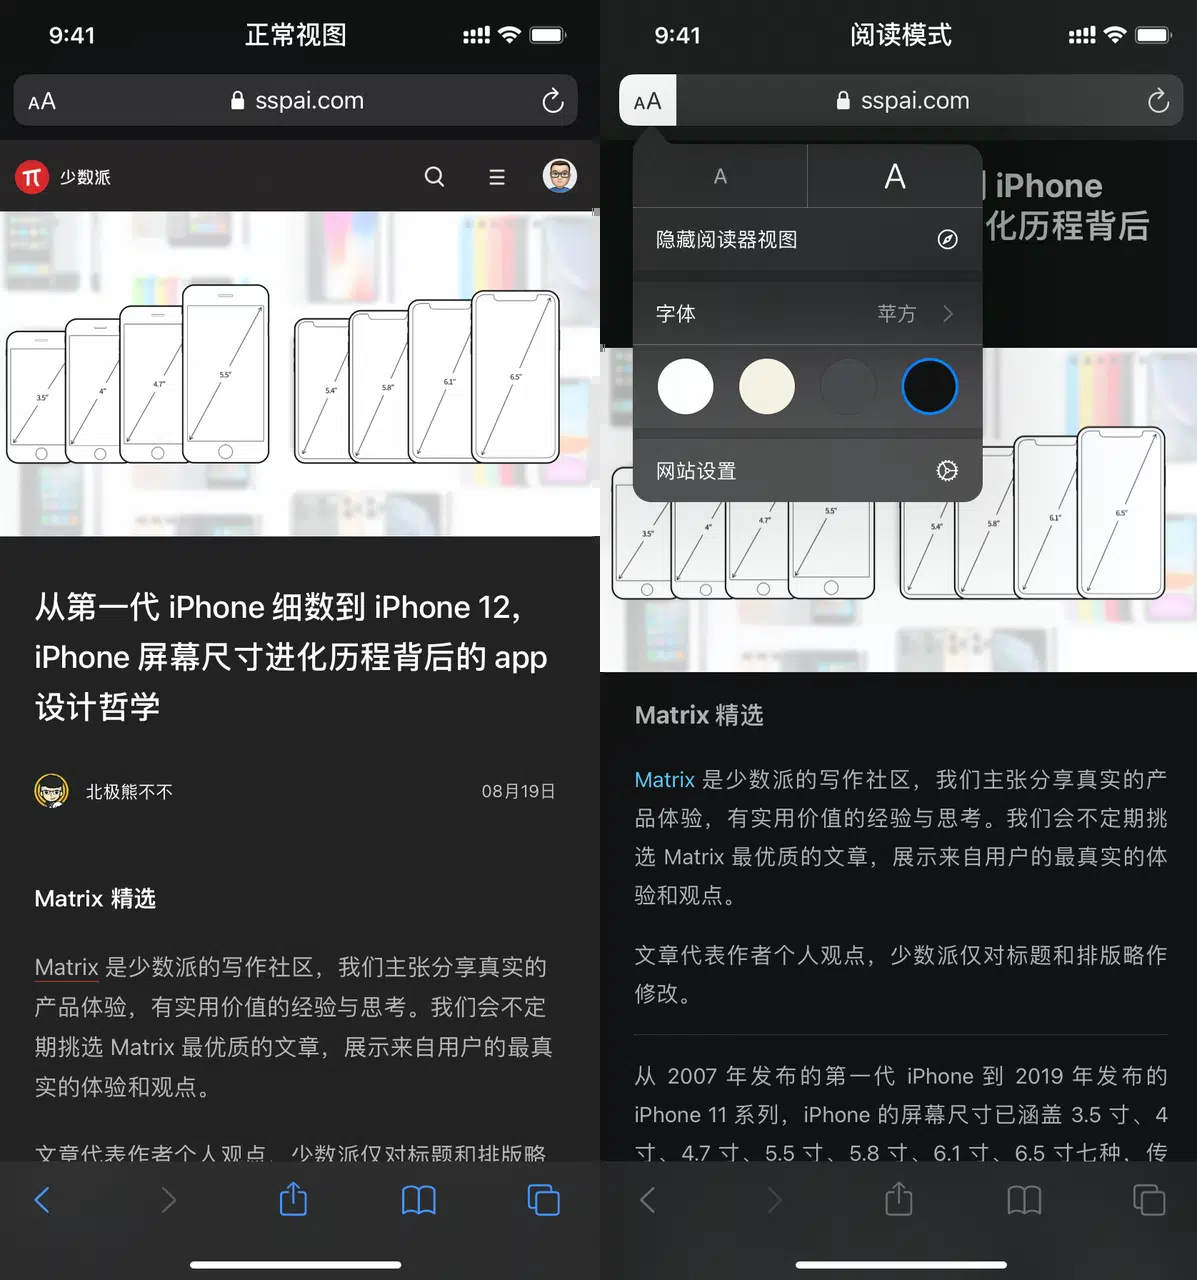 9:41
正常视图
AA
sspai.com
少数派
3.5"
4"
4.7"
5.5"
5.4"
5.8"
6.1"
6.5"
从第一代 iPhone 细数到 iPhone 12，
iPhone 屏幕尺寸进化历程背后的 app
设计哲学
北极熊不不
08月19日
Matrix 精选
Matrix 是少数派的写作社区，我们主张分享真实的
产品体验，有实用价值的经验与思考。我们会不定
期挑选 Matrix 最优质的文章，展示来自用户的最真
实的体验和观点。
文章代表作者个人观点，少数派仅对标题和排版略
9:41
阅读模式
AA
sspai.com
A
A
隐藏阅读器视图
字体
苹方
网站设置
iPhone
化历程背后
3.5"
4"
4.7"
5.5"
5.4"
5.8"
6.1"
6.5"
Matrix 精选
Matrix 是少数派的写作社区，我们主张分享真实的产
品体验，有实用价值的经验与思考。我们会不定期挑
选 Matrix 最优质的文章，展示来自用户的最真实的体
验和观点。
文章代表作者个人观点，少数派仅对标题和排版略作
修改。
从 2007 年发布的第一代 iPhone 到 2019 年发布的
iPhone 11 系列，iPhone 的屏幕尺寸已涵盖 3.5 寸、4
寸、4.7 寸、5.5 寸、5.8 寸、6.1 寸、6.5 寸七种，传